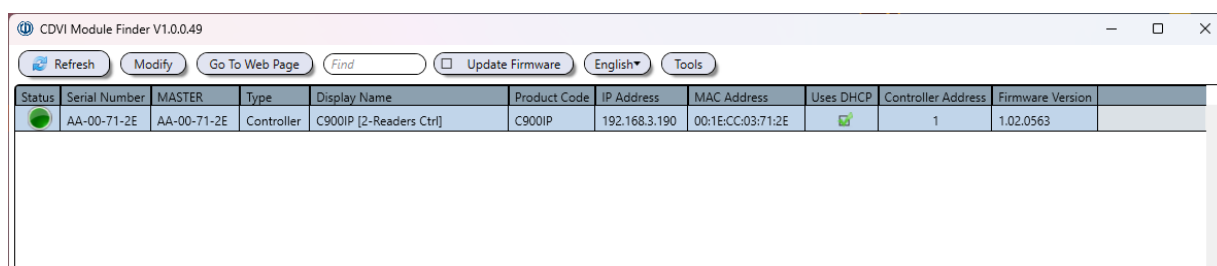 CDVI Module Finder V1.0.0.49
Refresh Modify Go To Web Page Find Update Firmware English Tools
Status Serial Number MASTER Type Display Name Product Code IP Address MAC Address Uses DHCP Controller Address Firmware Version
AA-00-71-2E AA-00-71-2E Controller C900IP [2-Readers Ctrl] C900IP 192.168.3.190 00:1E:CC:03:71:2E 1 1.02.0563